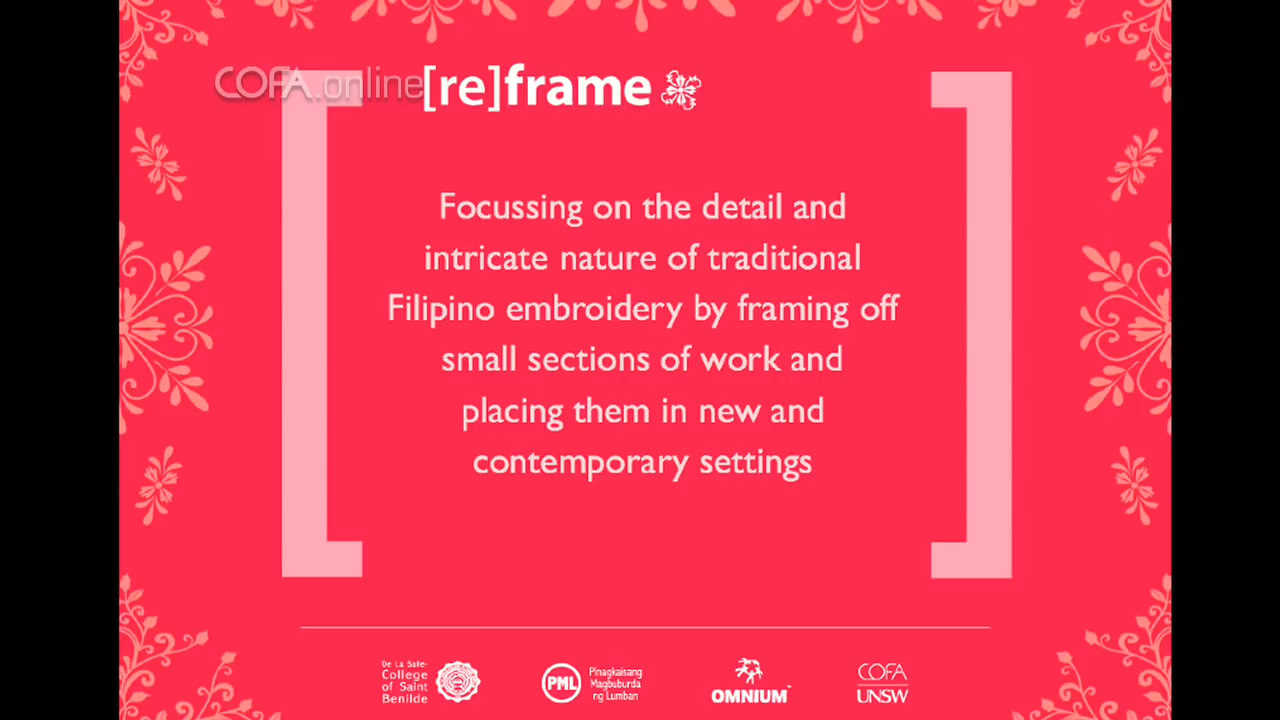 COFA.online
[re]frame
Focussing on the detail and
intricate nature of traditional
Filipino embroidery by framing off
small sections of work and
placing them in new and
contemporary settings
De La Salle-
College
of Saint
Benilde
PML
Pinagkaisang
Magbuburda
ng Lumban
OMNIUM™
COFA
UNSW